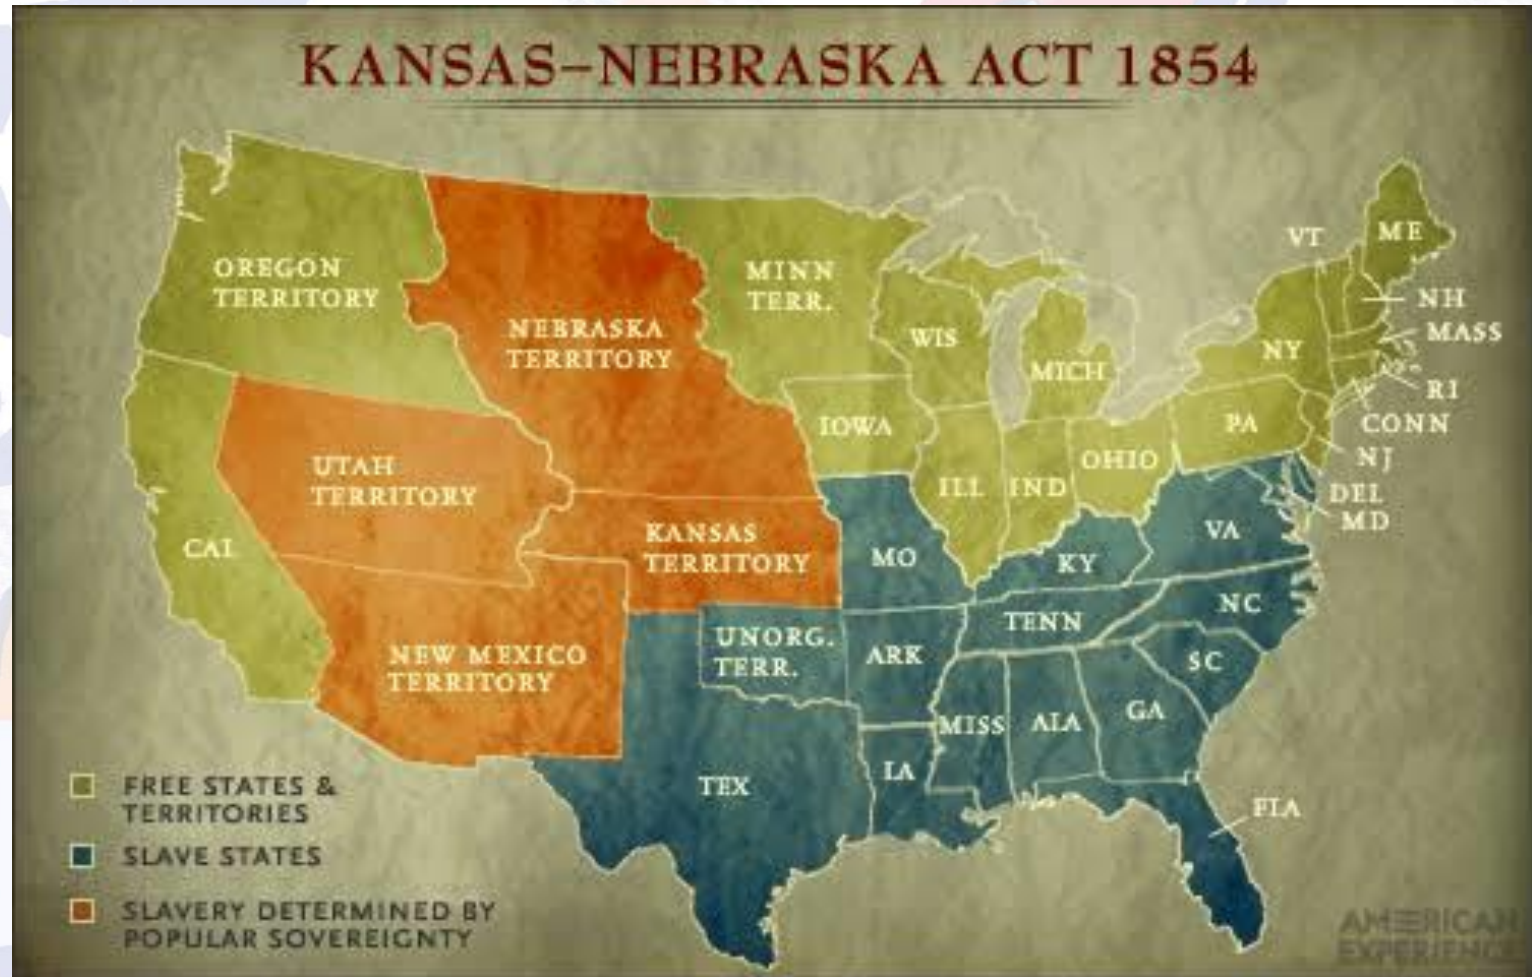 KANSAS–NEBRASKA ACT 1854
OREGON
TERRITORY
NEBRASKA
TERRITORY
MINN
TERR.
WIS
MICH
IOWA
ILL
IND
OHIO
PA
NY
VT
ME
NH
MASS
RI
CONN
NJ
DEL
MD
UTAH
TERRITORY
CAL
KANSAS
TERRITORY
MO
KY
VA
NEW MEXICO
TERRITORY
UNORG.
TERR.
ARK
TENN
NC
SC
TEX
LA
MISS
ALA
GA
FLA
FREE STATES &
TERRITORIES
SLAVE STATES
SLAVERY DETERMINED BY
POPULAR SOVEREIGNTY
AMERICAN
EXPERIENCE